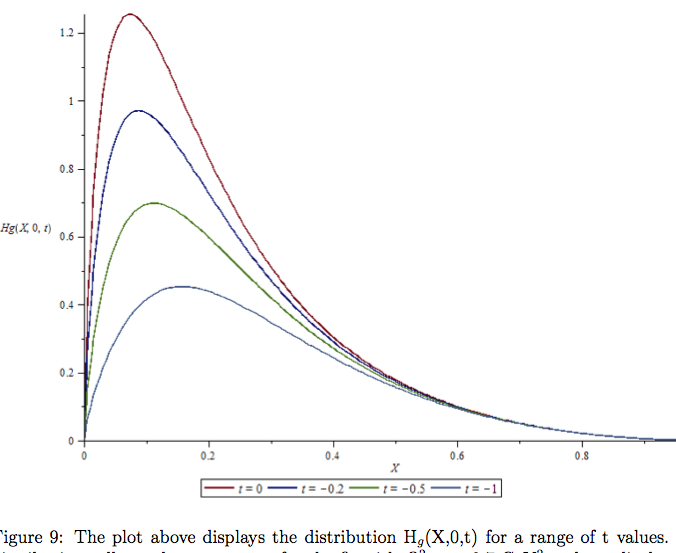 1.2
1
0.8
Hg(X, 0, t)
0.6
0.4
0.2
0
0 0.2 0.4 0.6 0.8
X
t = 0 t = −0.2 t = −0.5 t = −1
igure 9: The plot above displays the distribution H_g(X,0,t) for a range of t values.